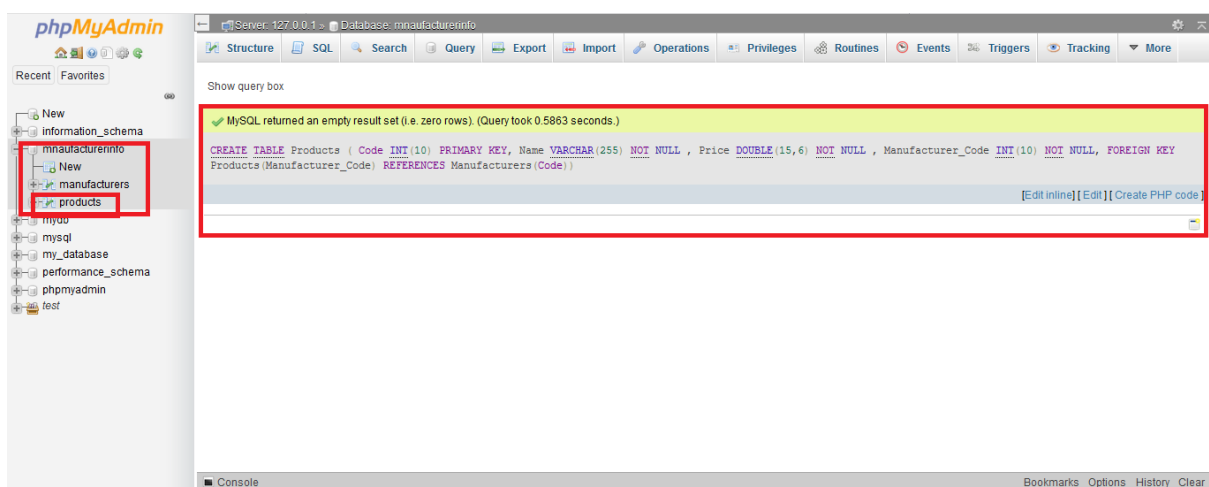 phpMyAdmin
Recent Favorites
New
information_schema
mnaufacturerinfo
New
manufacturers
products
mydb
mysql
my_database
performance_schema
phpmyadmin
test
Server: 127.0.0.1 » Database: mnaufacturerinfo
Structure SQL Search Query Export Import Operations Privileges Routines Events Triggers Tracking More
Show query box
MySQL returned an empty result set (i.e. zero rows). (Query took 0.5863 seconds.)
CREATE TABLE Products ( Code INT(10) PRIMARY KEY, Name VARCHAR(255) NOT NULL , Price DOUBLE(15,6) NOT NULL , Manufacturer_Code INT(10) NOT NULL, FOREIGN KEY
Products(Manufacturer_Code) REFERENCES Manufacturers(Code))
[Edit inline] [ Edit ] [ Create PHP code ]
Console
Bookmarks Options History Clear